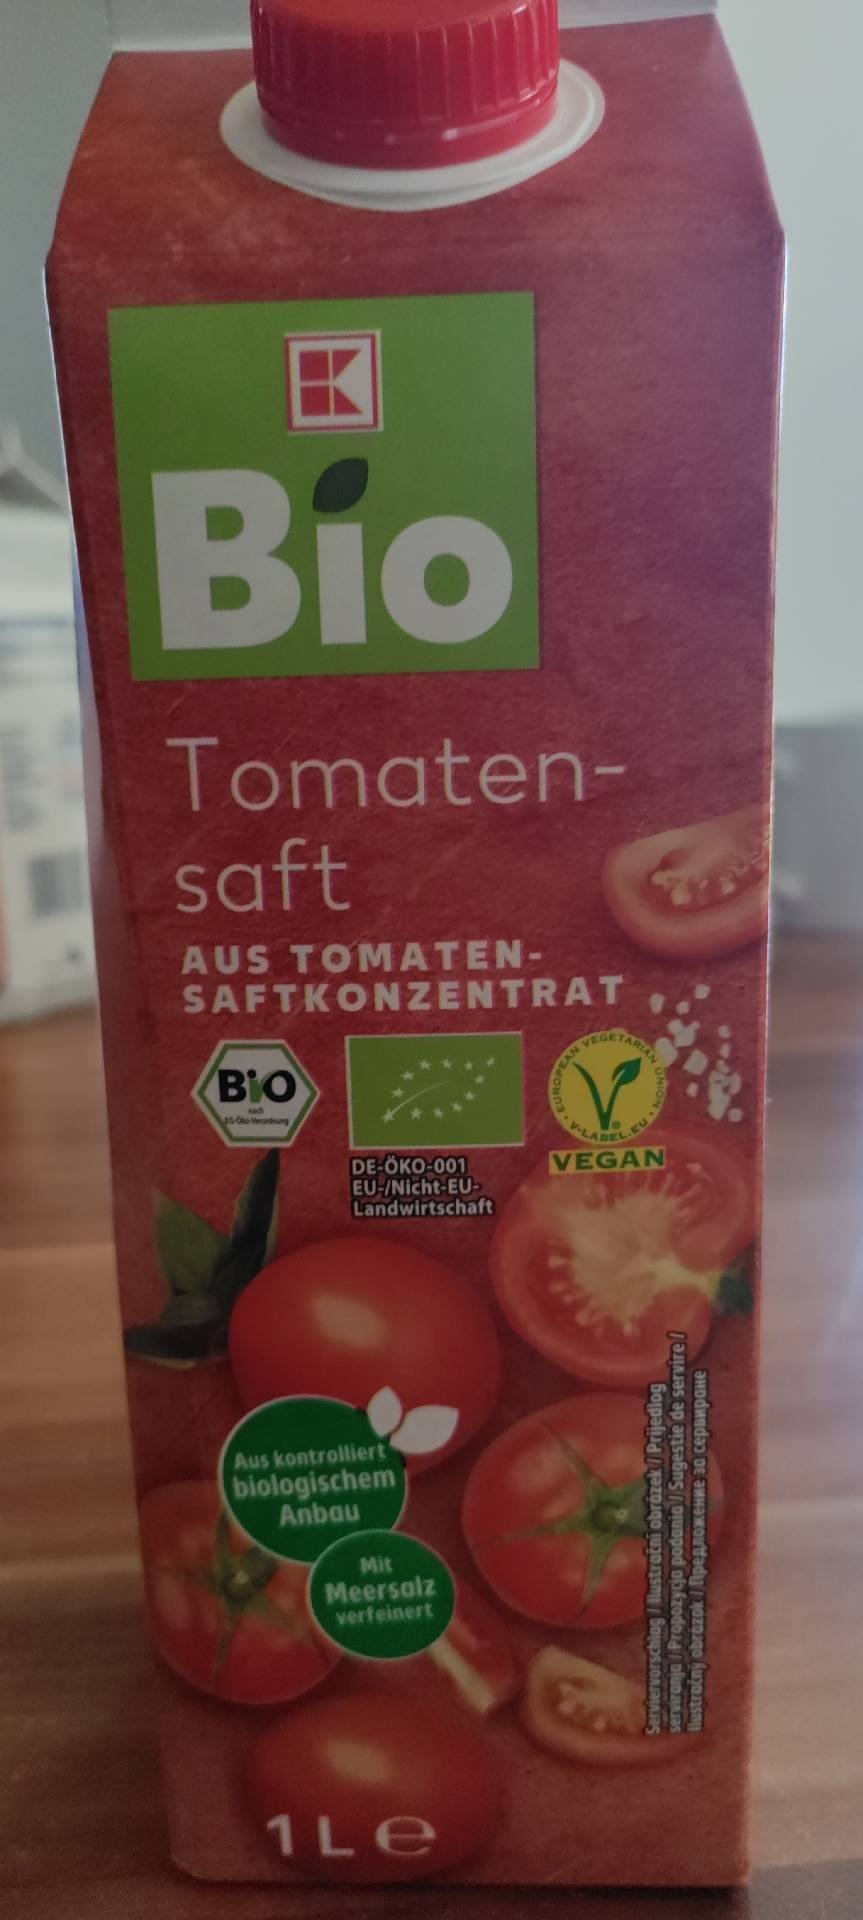 K
Bio
Tomaten-
saft
AUS TOMATEN-
SAFTKONZENTRAT
BiO
nach
EG-Öko-Verordnung
DE-ÖKO-001
EU-/Nicht-EU-
Landwirtschaft
EUROPEAN VEGETARIAN UNION
V-LABEL.EU
VEGAN
Aus kontrolliert
biologischem
Anbau
Mit
Meersalz
verfeinert
Serviervorschlag / Ilustrační obrázek / Prijedlog
serviranja / Propozycja podania / Sugestie de servire /
Ilustračný obrázok / Предложение за сервиране
1 L e